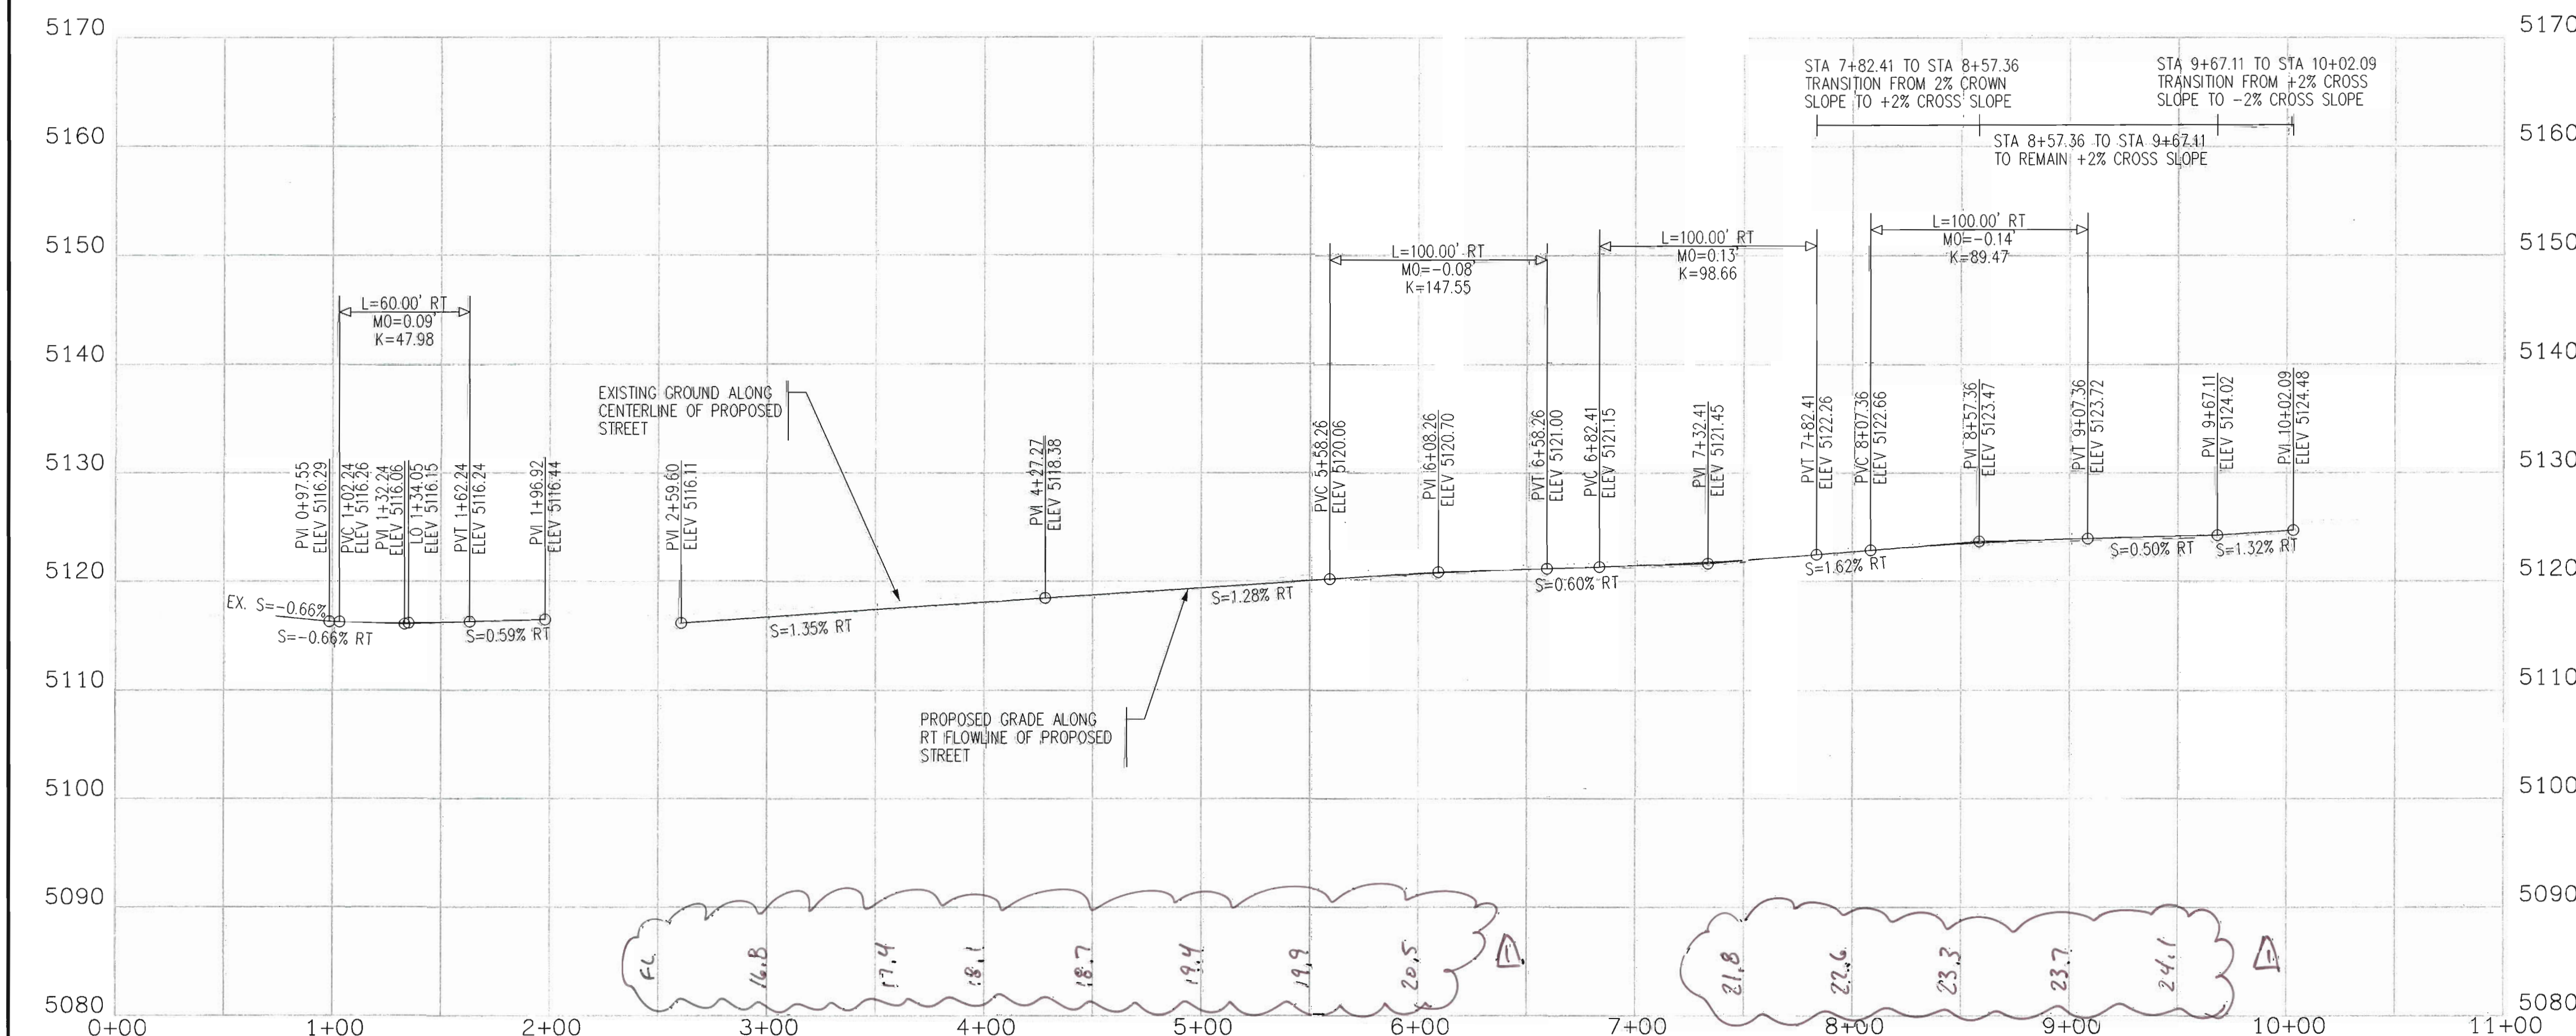 5170
5170
STA 7+82.41 TO STA 8+57.36
TRANSITION FROM 2% CROWN
SLOPE TO +2% CROSS SLOPE
STA 9+67.11 TO STA 10+02.09
TRANSITION FROM +2% CROSS
SLOPE TO -2% CROSS SLOPE
5160
5160
STA 8+57.36 TO STA 9+67.11
TO REMAIN +2% CROSS SLOPE
5150
5150
L=60.00' RT
M0=0.09'
K=47.98
L=100.00' RT
M0=-0.08'
K=147.55
L=100.00' RT
M0=0.13'
K=98.66
L=100.00' RT
M0=-0.14'
K=89.47
5140
5140
EXISTING GROUND ALONG
CENTERLINE OF PROPOSED
STREET
5130
5130
PVI 0+97.55
ELEV 5116.29
PVC 1+02.24
ELEV 5116.26
PVI 1+32.24
ELEV 5116.06
LO 1+34.05
ELEV 5116.15
PVT 1+62.24
ELEV 5116.24
PVI 1+96.92
ELEV 5116.44
PVI 2+59.60
ELEV 5116.11
PVI 4+27.27
ELEV 5118.38
PVC 5+58.26
ELEV 5120.06
PVI 6+08.26
ELEV 5120.70
PVT 6+58.26
ELEV 5121.00
PVC 6+82.41
ELEV 5121.15
PVI 7+32.41
ELEV 5121.45
PVT 7+82.41
ELEV 5122.26
PVC 8+07.36
ELEV 5122.66
PVI 8+57.36
ELEV 5123.47
PVT 9+07.36
ELEV 5123.72
PVI 9+67.11
ELEV 5124.02
PVI 10+02.09
ELEV 5124.48
5120
5120
EX. S=-0.66%
S=-0.66% RT
S=0.59% RT
S=1.35% RT
S=1.28% RT
S=0.60% RT
S=1.62% RT
S=0.50% RT
S=1.32% RT
5110
5110
PROPOSED GRADE ALONG
RT FLOWLINE OF PROPOSED
STREET
5100
5100
5090
5090
FL
16.8
17.4
18.1
18.7
19.4
19.9
20.5
1
21.8
22.6
23.3
23.7
24.1
1
5080
5080
0+00
1+00
2+00
3+00
4+00
5+00
6+00
7+00
8+00
9+00
10+00
11+00